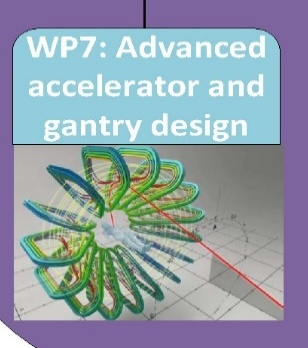 WP7: Advanced
accelerator and
gantry design